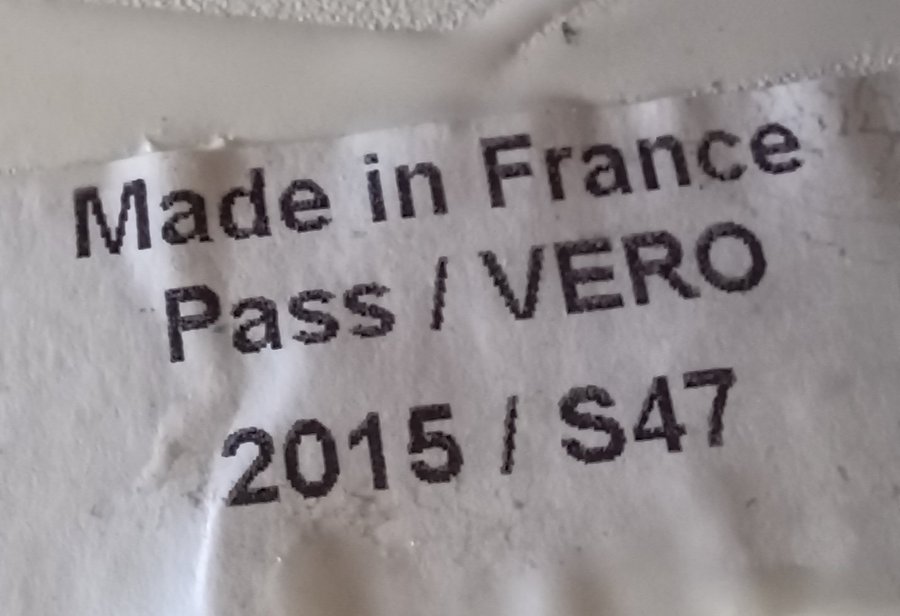 Made in France
Pass / VERO
2015 / S47